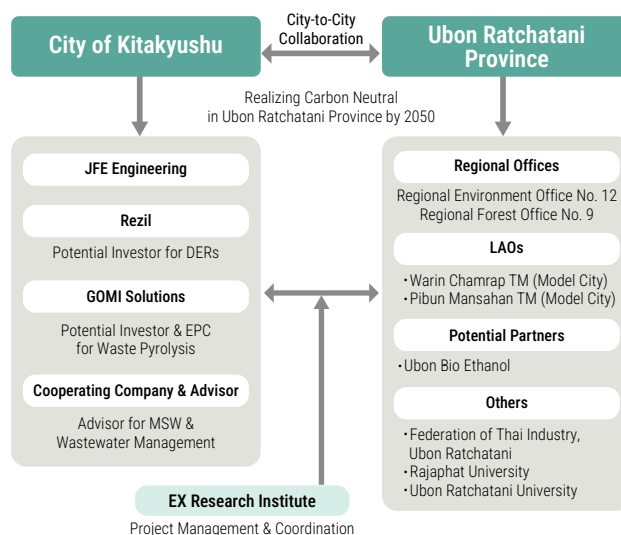 City of Kitakyushu
City-to-City
Collaboration
Ubon Ratchatani
Province
Realizing Carbon Neutral
in Ubon Ratchatani Province by 2050
JFE Engineering
Rezil
Potential Investor for DERs
GOMI Solutions
Potential Investor & EPC
for Waste Pyrolysis
Cooperating Company & Advisor
Advisor for MSW &
Wastewater Management
Regional Offices
Regional Environment Office No. 12
Regional Forest Office No. 9
LAOs
・Warin Chamrap TM (Model City)
・Pibun Mansahan TM (Model City)
Potential Partners
・Ubon Bio Ethanol
Others
・Federation of Thai Industry,
Ubon Ratchatani
・Rajaphat University
・Ubon Ratchatani University
EX Research Institute
Project Management & Coordination